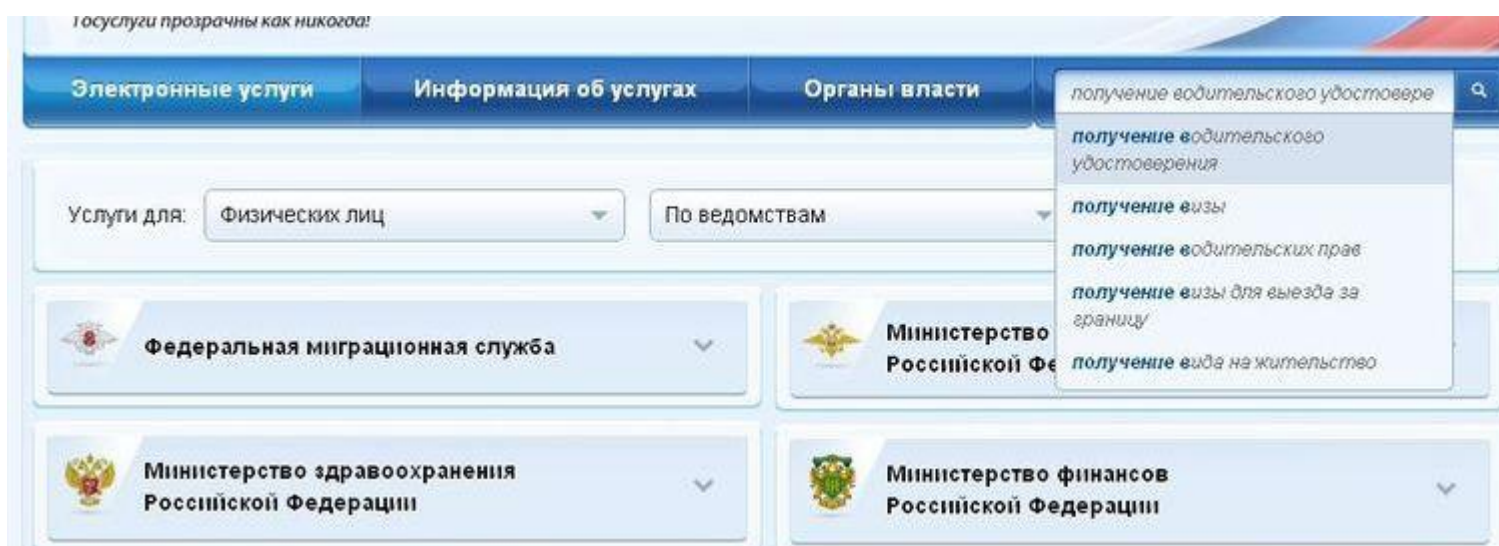 Госуслуги прозрачны как никогда!
Электронные услуги
Информация об услугах
Органы власти
получение водительского удостовере
получение водительского
удостоверения
получение визы
получение водительских прав
получение визы для выезда за
границу
получение вида на жительство
Услуги для:
Физических лиц
По ведомствам
Федеральная миграционная служба
Министерство
Российской Фе
Министерство здравоохранения
Российской Федерации
Министерство финансов
Российской Федерации